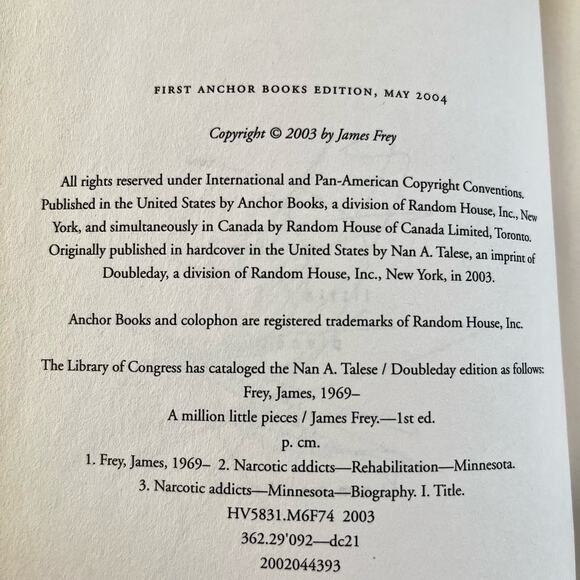 FIRST ANCHOR BOOKS EDITION, MAY 2004
Copyright © 2003 by James Frey
All rights reserved under International and Pan-American Copyright Conventions.
Published in the United States by Anchor Books, a division of Random House, Inc., New
York, and simultaneously in Canada by Random House of Canada Limited, Toronto.
Originally published in hardcover in the United States by Nan A. Talese, an imprint of
Doubleday, a division of Random House, Inc., New York, in 2003.
Anchor Books and colophon are registered trademarks of Random House, Inc.
The Library of Congress has cataloged the Nan A. Talese / Doubleday edition as follows:
Frey, James, 1969–
A million little pieces / James Frey.—1st ed.
p. cm.
1. Frey, James, 1969– 2. Narcotic addicts—Rehabilitation—Minnesota.
3. Narcotic addicts—Minnesota—Biography. I. Title.
HV5831.M6F74 2003
362.29'092—dc21
2002044393